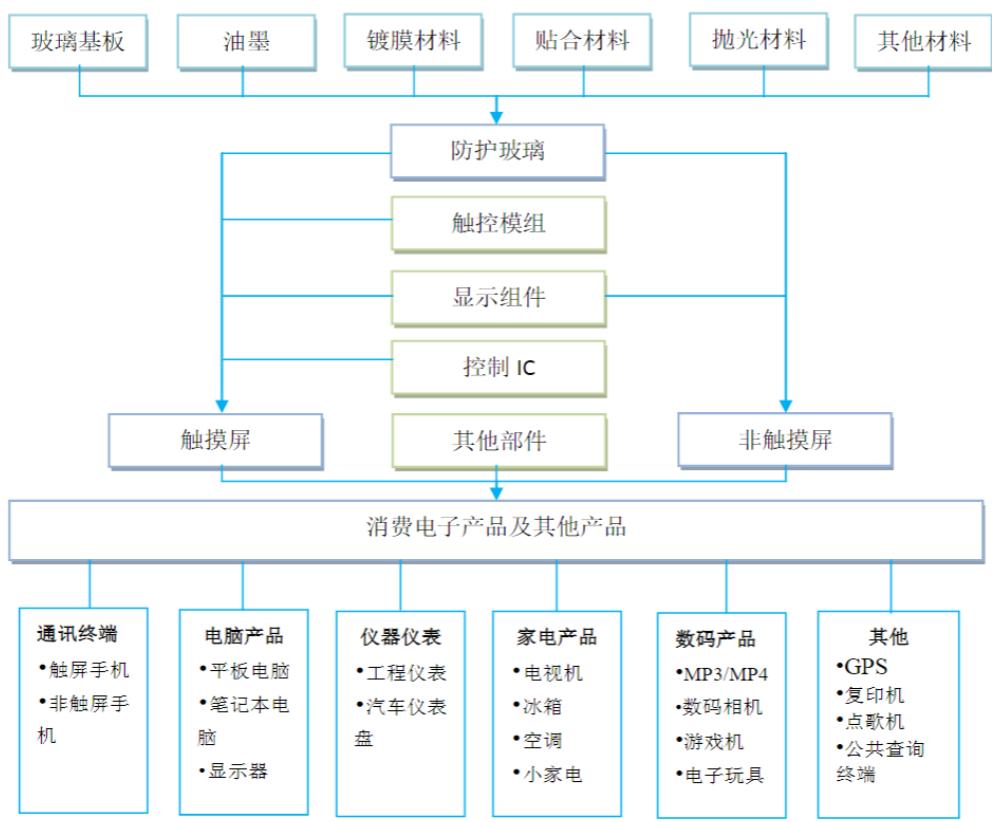 玻璃基板
油墨
镀膜材料
贴合材料
抛光材料
其他材料
防护玻璃
触控模组
显示组件
控制 IC
触摸屏
其他部件
非触摸屏
消费电子产品及其他产品
通讯终端
•触屏手机
•非触屏手
机
电脑产品
•平板电脑
•笔记本电
脑
•显示器
仪器仪表
•工程仪表
•汽车仪表
盘
家电产品
•电视机
•冰箱
•空调
•小家电
数码产品
•MP3/MP4
•数码相机
•游戏机
•电子玩具
其他
•GPS
•复印机
•点歌机
•公共查询
终端